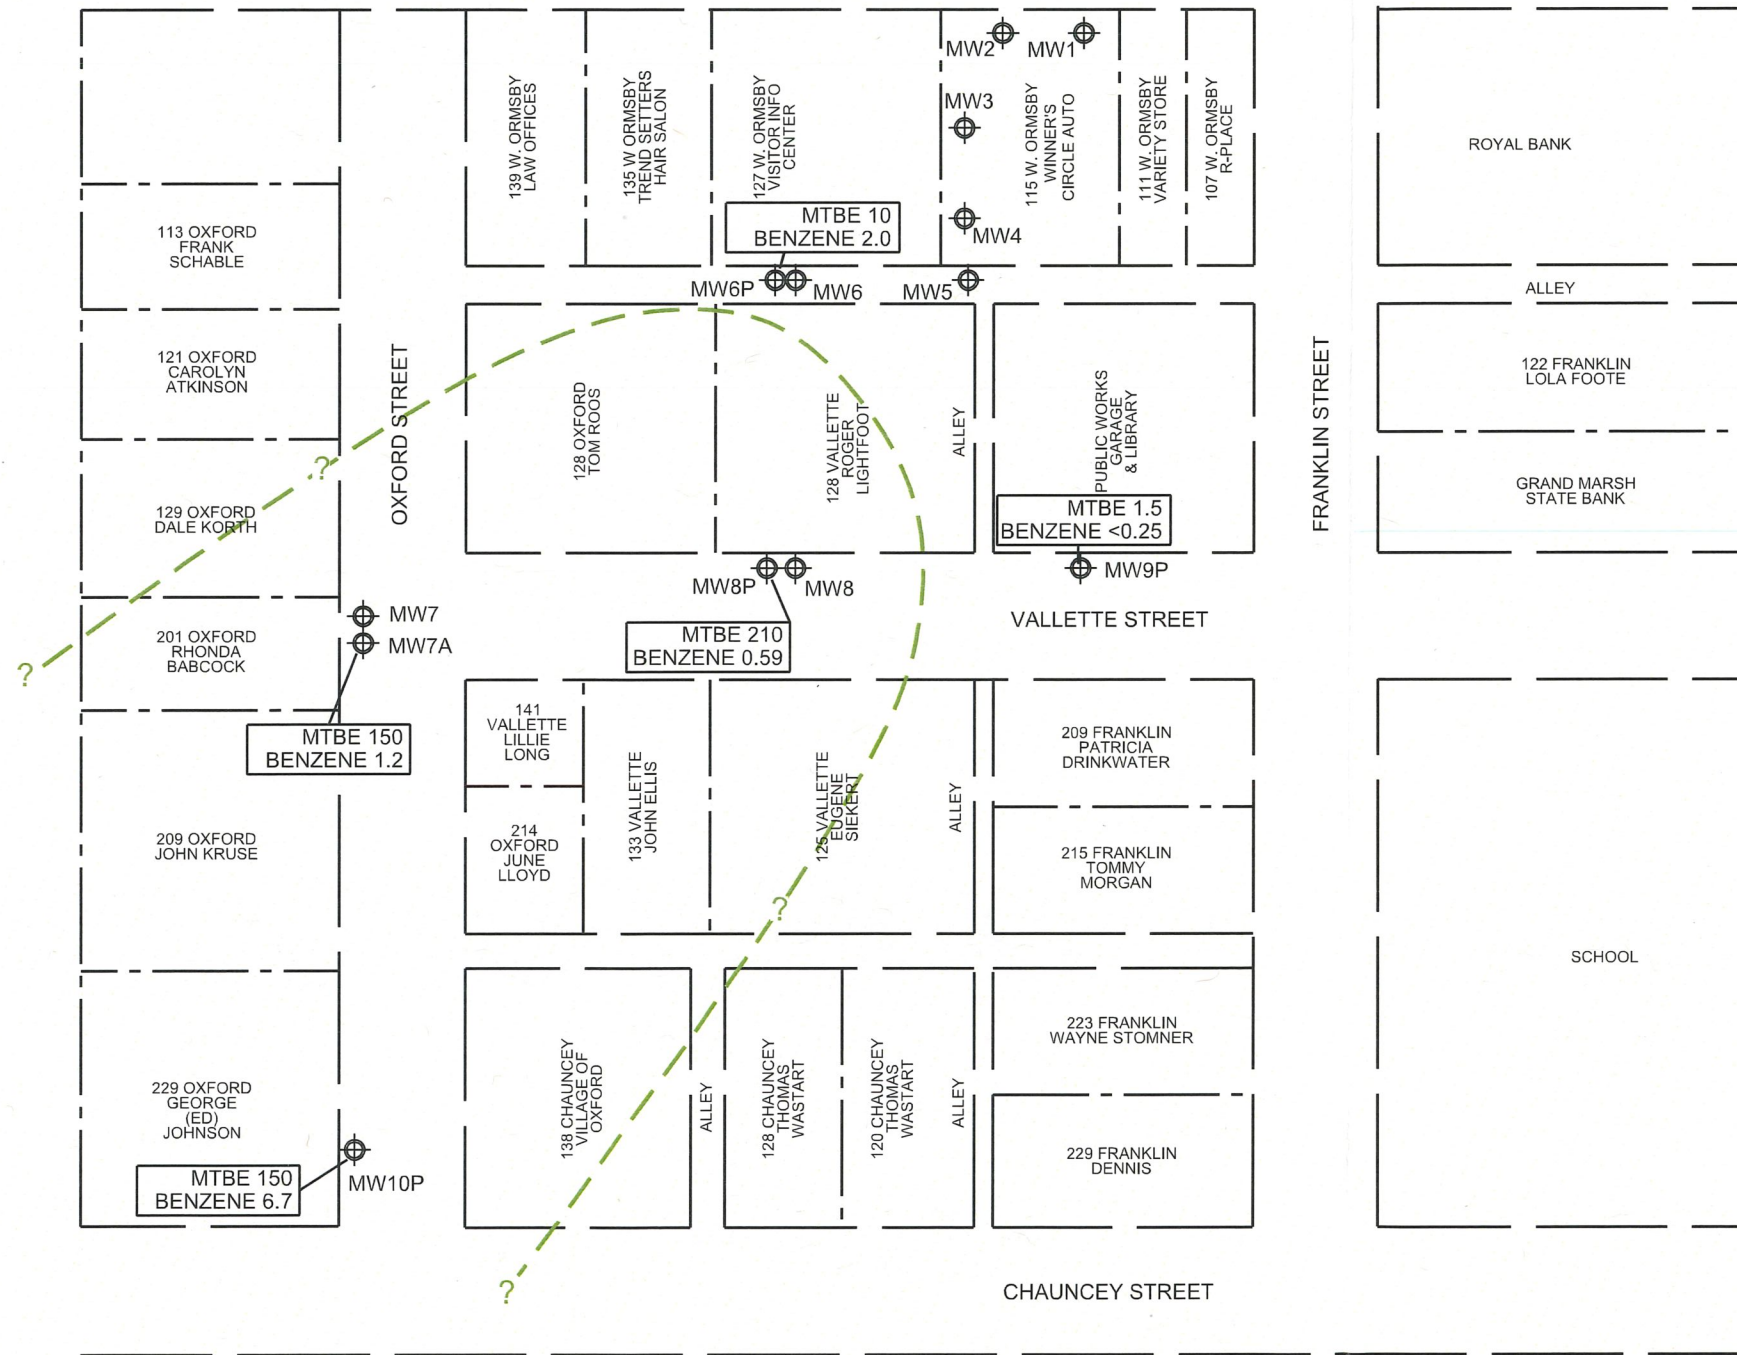 MW2
MW1
MW3
MW4
139 W. ORMSBY
LAW OFFICES
135 W ORMSBY
TREND SETTERS
HAIR SALON
127 W. ORMSBY
VISITOR INFO
CENTER
115 W. ORMSBY
WINNER'S
CIRCLE AUTO
111 W. ORMSBY
VARIETY STORE
107 W. ORMSBY
R-PLACE
ROYAL BANK
113 OXFORD
FRANK
SCHABLE
MTBE 10
BENZENE 2.0
MW6P
MW6
MW5
ALLEY
121 OXFORD
CAROLYN
ATKINSON
OXFORD STREET
128 OXFORD
TOM ROOS
128 VALLETTE
ROGER
LIGHTFOOT
ALLEY
PUBLIC WORKS
GARAGE
& LIBRARY
FRANKLIN STREET
122 FRANKLIN
LOLA FOOTE
?
129 OXFORD
DALE KORTH
MTBE 1.5
BENZENE <0.25
GRAND MARSH
STATE BANK
MW8P
MW8
MW9P
MW7
MW7A
VALLETTE STREET
201 OXFORD
RHONDA
BABCOCK
?
MTBE 210
BENZENE 0.59
MTBE 150
BENZENE 1.2
141
VALLETTE
LILLIE
LONG
133 VALLETTE
JOHN ELLIS
125 VALLETTE
EUGENE
SIEKERT
ALLEY
209 FRANKLIN
PATRICIA
DRINKWATER
209 OXFORD
JOHN KRUSE
214
OXFORD
JUNE
LLOYD
215 FRANKLIN
TOMMY
MORGAN
?
SCHOOL
229 OXFORD
GEORGE
(ED)
JOHNSON
138 CHAUNCEY
VILLAGE OF
OXFORD
ALLEY
128 CHAUNCEY
THOMAS
WASTART
120 CHAUNCEY
THOMAS
WASTART
ALLEY
223 FRANKLIN
WAYNE STOMNER
229 FRANKLIN
DENNIS
MTBE 150
BENZENE 6.7
MW10P
?
CHAUNCEY STREET